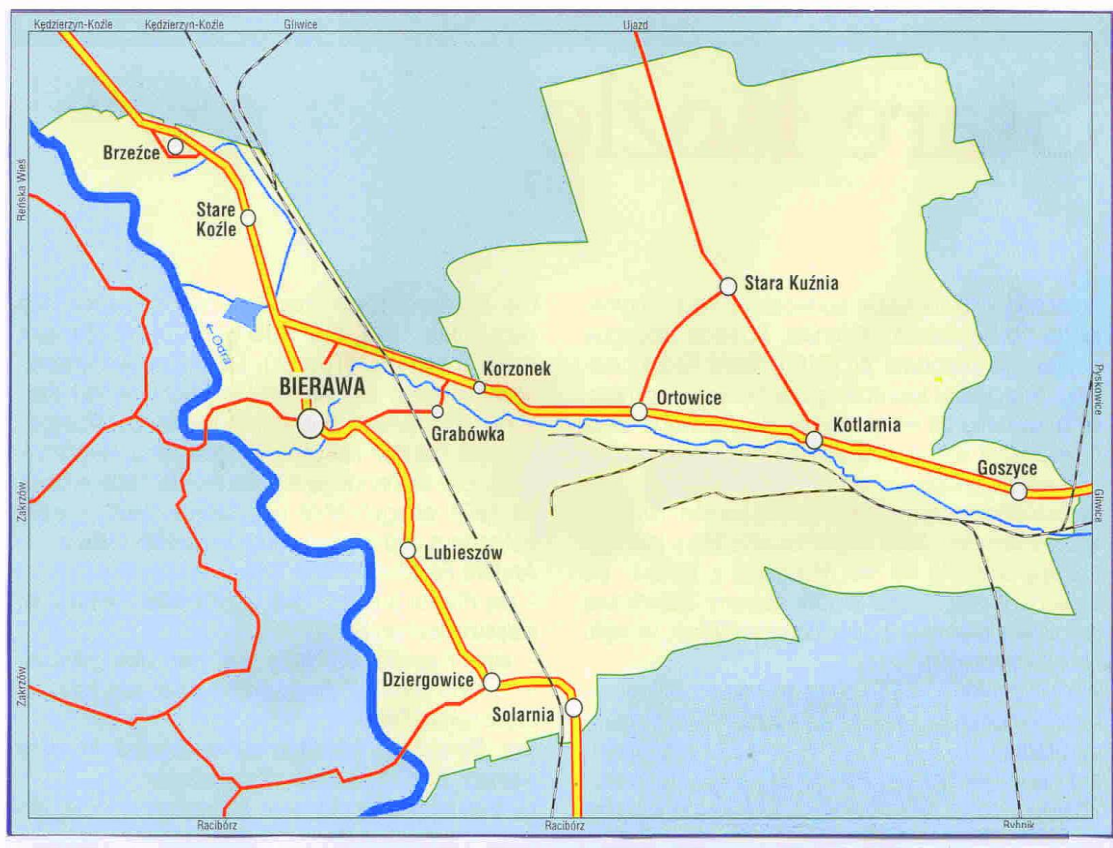 Kędzierzyn-Koźle
Kędzierzyn-Koźle
Gliwice
Ujazd
Brzeźce
Reńska Wieś
Stare
Koźle
Stara Kuźnia
← Odra
BIERAWA
Korzonek
Ortowice
Pyskowice
Grabówka
Kotlarnia
Goszyce
Zakrzów
Gliwice
Lubieszów
Dziergowice
Zakrzów
Solarnia
Racibórz
Racibórz
Rybnik